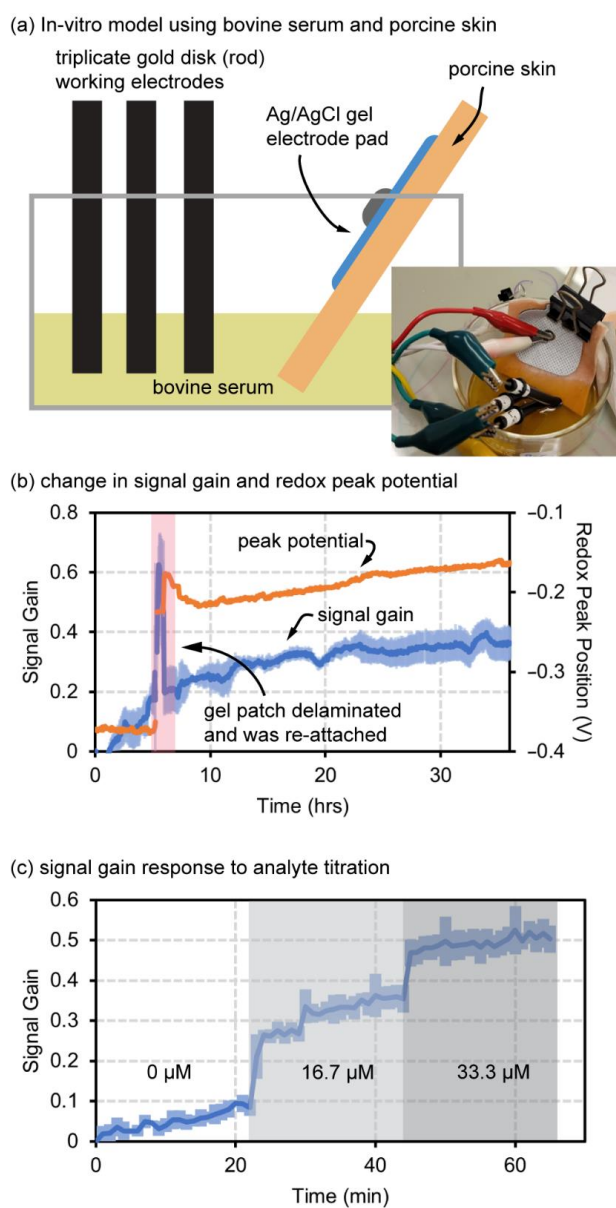 (a) In-vitro model using bovine serum and porcine skin
triplicate gold disk (rod)
working electrodes
porcine skin
Ag/AgCl gel
electrode pad
bovine serum
(b) change in signal gain and redox peak potential
0.8
0.6
0.4
0.2
0
Signal Gain
peak potential
signal gain
gel patch delaminated
and was re-attached
–0.1
–0.2
–0.3
–0.4
Redox Peak Position (V)
0
10
20
30
Time (hrs)
(c) signal gain response to analyte titration
0.6
0.5
0.4
0.3
0.2
0.1
0
Signal Gain
0 µM
16.7 µM
33.3 µM
0
20
40
60
Time (min)